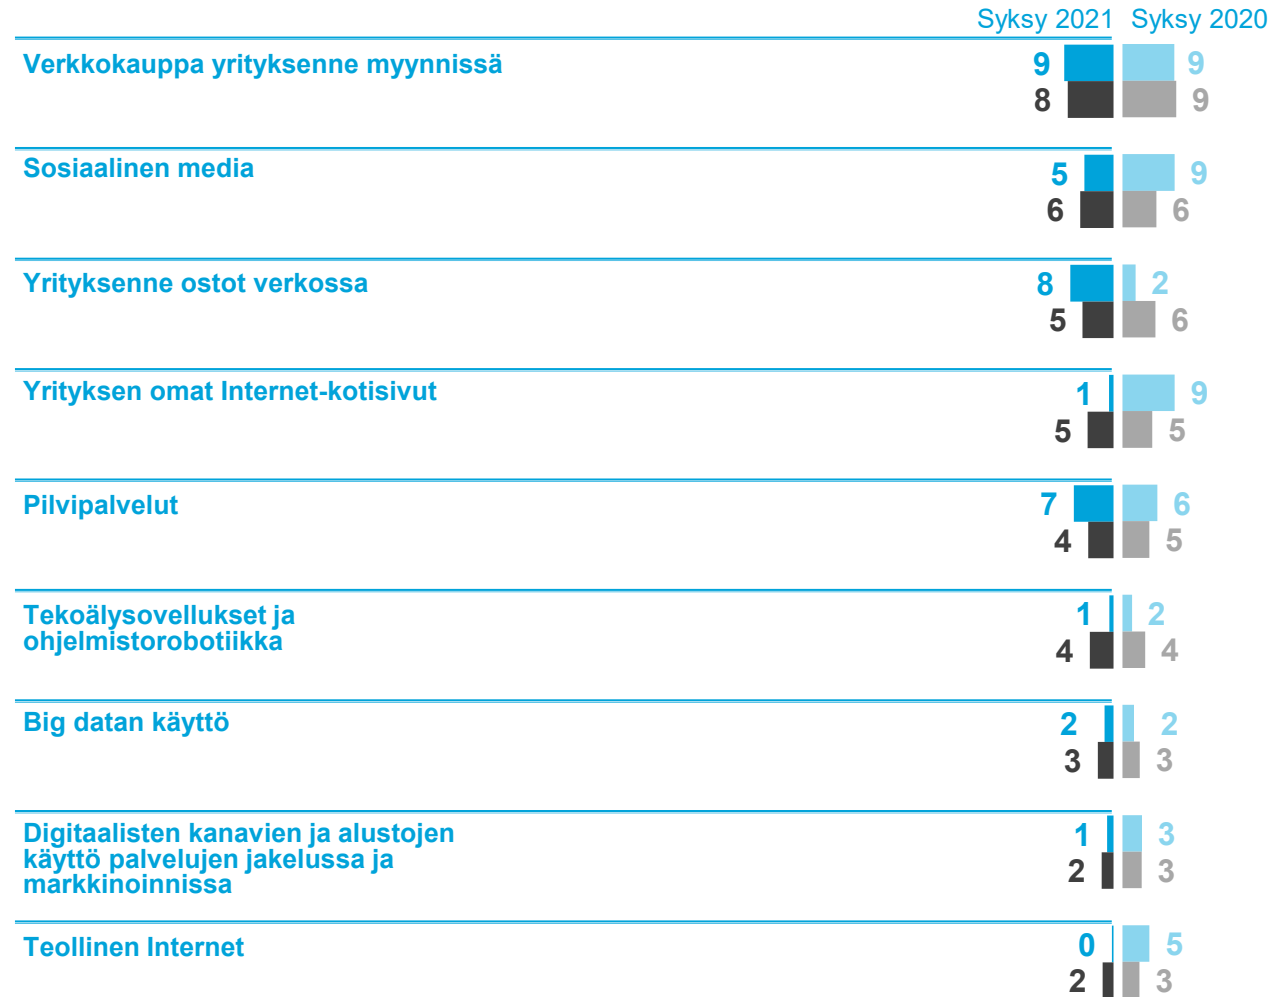 Syksy 2021 Syksy 2020
Verkkokauppa yrityksenne myynnissä 9 9
8 9
Sosiaalinen media 5 9
6 6
Yrityksenne ostot verkossa 8 2
5 6
Yrityksen omat Internet-kotisivut 1 9
5 5
Pilvipalvelut 7 6
4 5
Tekoälysovellukset ja 1 2
ohjelmistorobotiikka
4 4
Big datan käyttö 2 2
3 3
Digitaalisten kanavien ja alustojen 1 3
käyttö palvelujen jakelussa ja
markkinoinnissa
2 3
Teollinen Internet 0 5
2 3